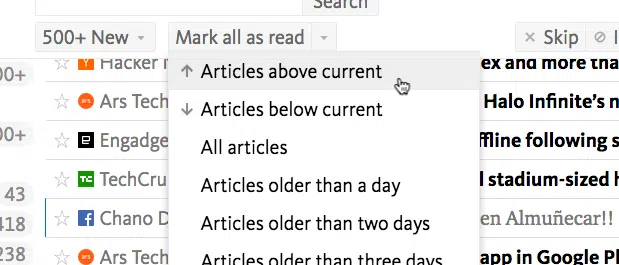 Search
500+ New Mark all as read Skip
00+ Hacker ex and more tha
Articles above current
Ars Tech Halo Infinite's n
Articles below current
00+ Engadge ffline following s
All articles
43 TechCru stadium-sized h
Articles older than a day
418 Chano D en Almuñecar!!
Articles older than two days
238 Ars Tech app in Google Pl
Articles older than three days